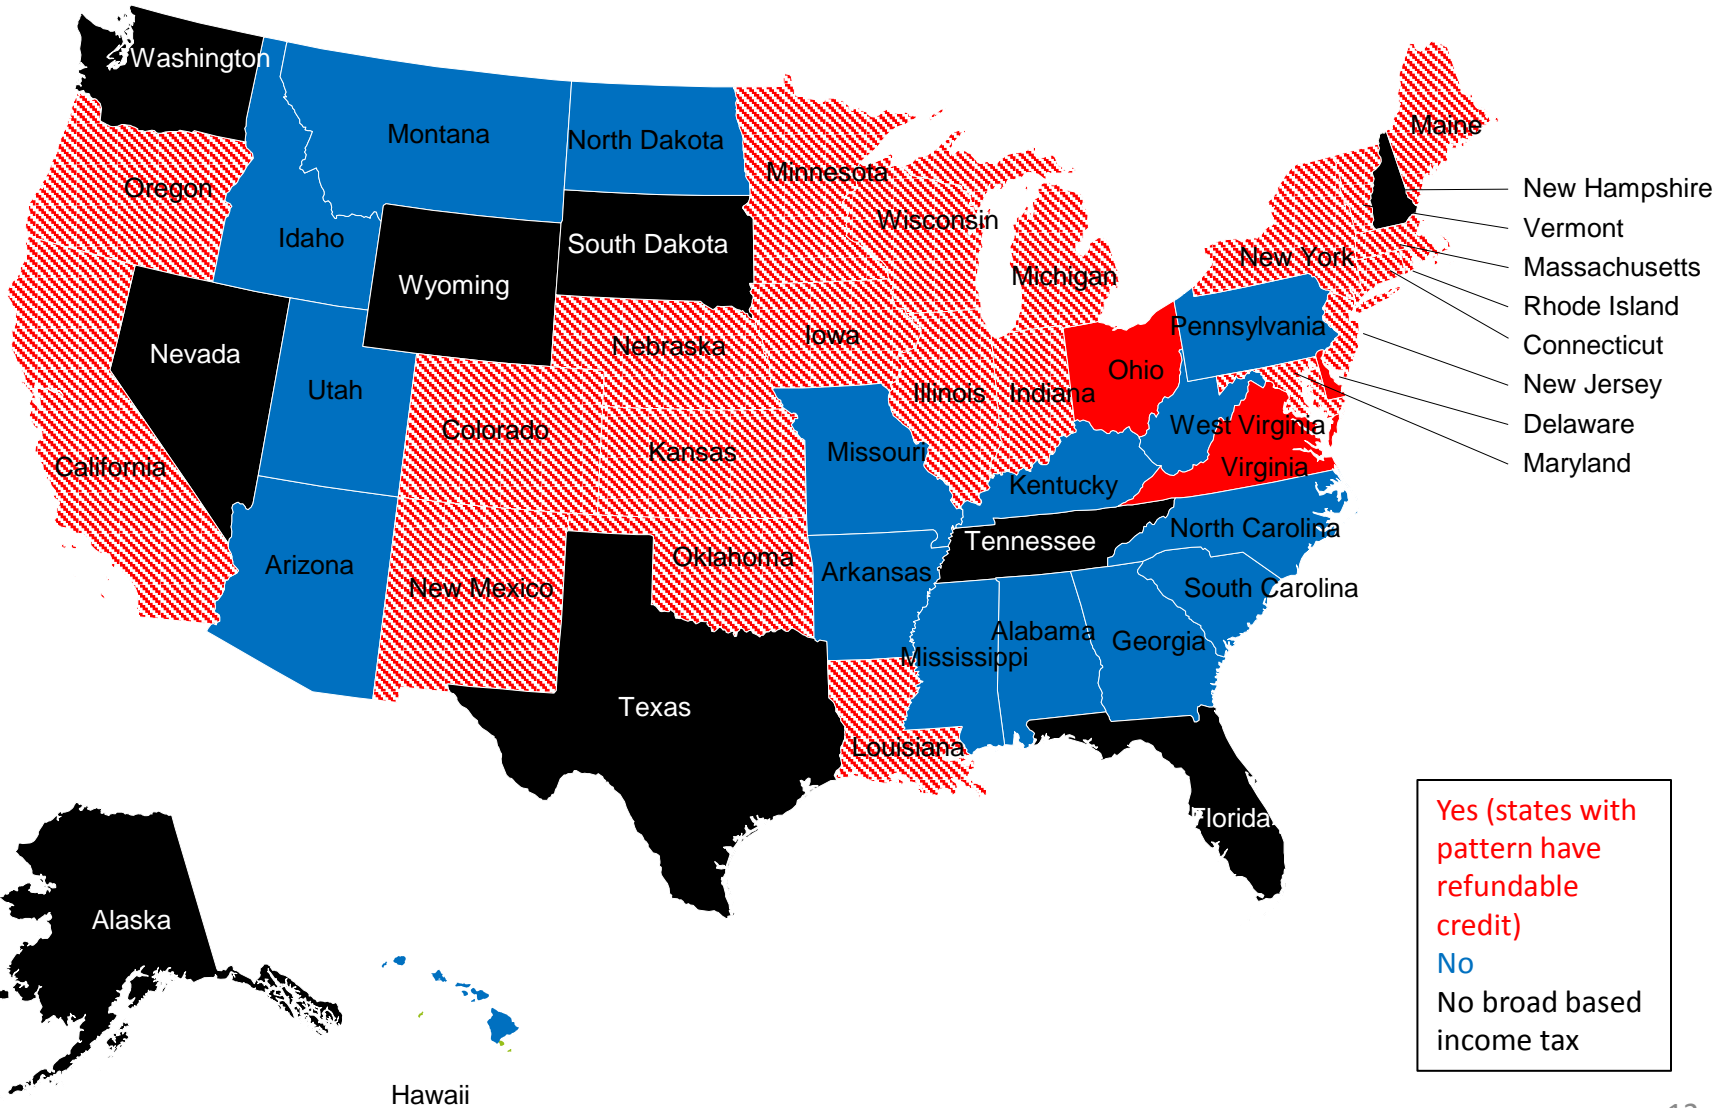 Washington
Montana
North Dakota
Minnesota
Maine
Oregon
Idaho
South Dakota
Wisconsin
New Hampshire
Vermont
Wyoming
Michigan
New York
Massachusetts
Rhode Island
Nevada
Nebraska
Iowa
Pennsylvania
Connecticut
Utah
Illinois
Indiana
Ohio
New Jersey
Colorado
Kansas
Missouri
West Virginia
Delaware
California
Kentucky
Virginia
Maryland
Arizona
New Mexico
Oklahoma
Arkansas
Tennessee
North Carolina
South Carolina
Mississippi
Alabama
Georgia
Texas
Louisiana
Florida
Alaska
Hawaii
Yes (states with
pattern have
refundable
credit)
No
No broad based
income tax